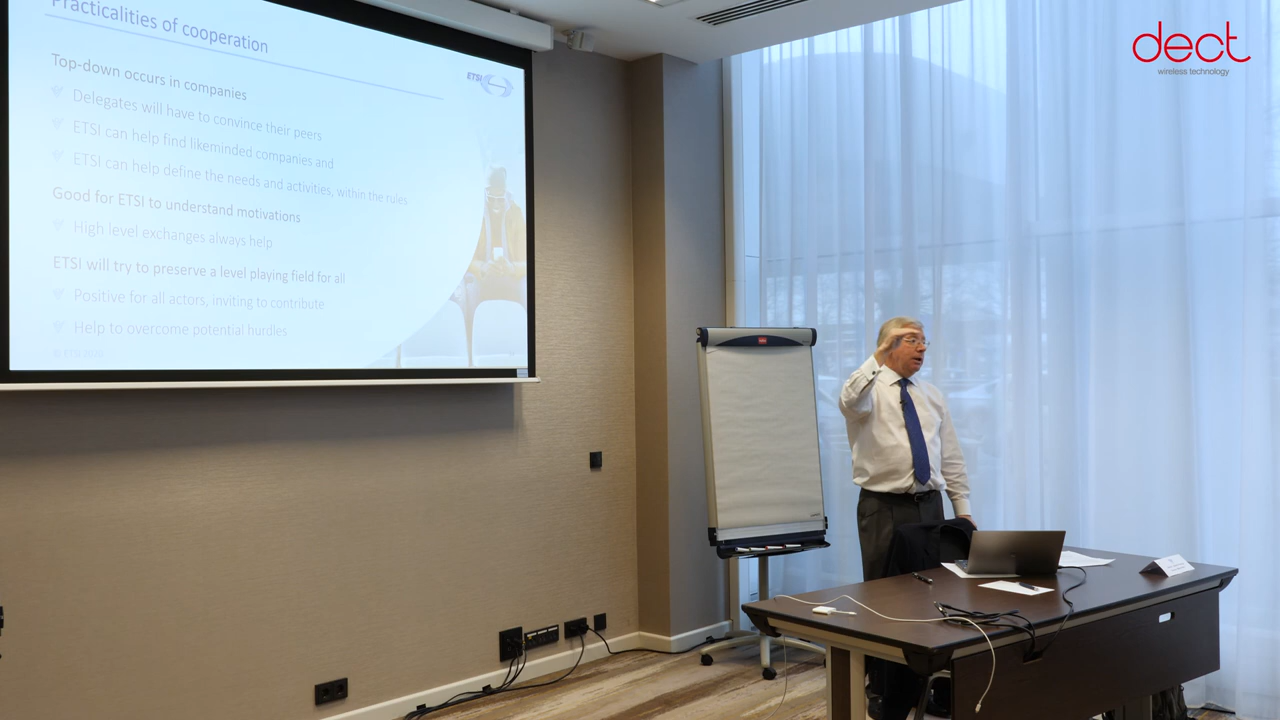 Practicalities of cooperation
ETSI
Top-down occurs in companies
Delegates will have to convince their peers
ETSI can help find likeminded companies and
ETSI can help define the needs and activities, within the rules
Good for ETSI to understand motivations
High level exchanges always help
ETSI will try to preserve a level playing field for all
Positive for all actors, inviting to contribute
Help to overcome potential hurdles
dect
wireless technology